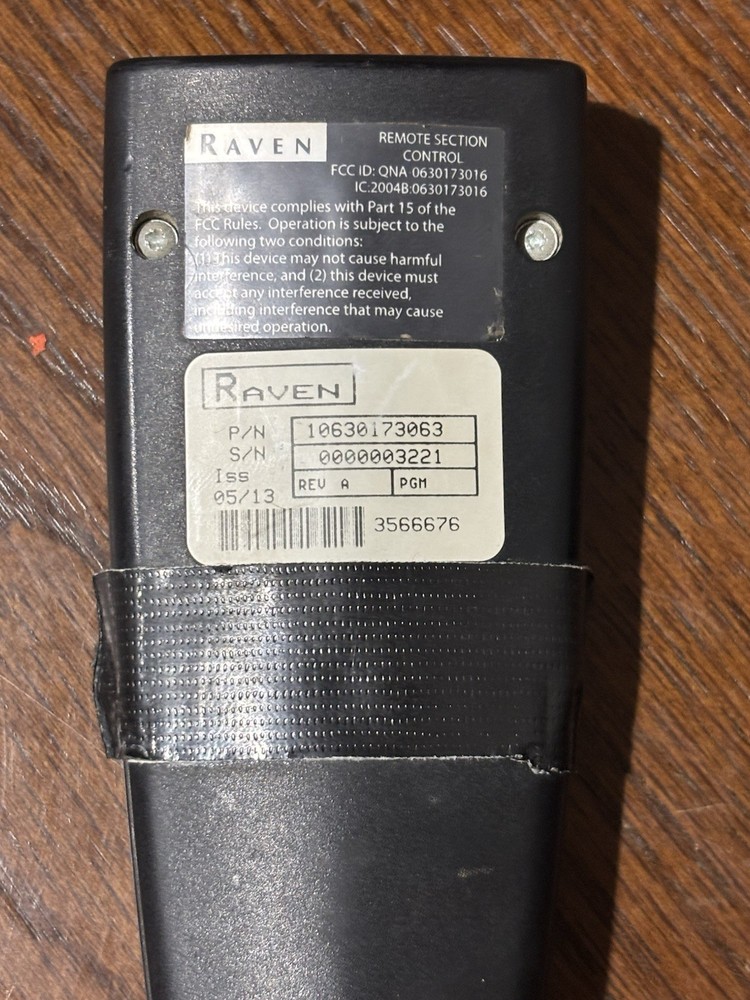 RAVEN
REMOTE SECTION
CONTROL
FCC ID: QNA 0630173016
IC:2004B:0630173016
This device complies with Part 15 of the
FCC Rules. Operation is subject to the
following two conditions:
(1) This device may not cause harmful
interference, and (2) this device must
accept any interference received,
including interference that may cause
undesired operation.
RAVEN
P/N 10630173063
S/N 0000003221
Iss
05/13
REV A PGM
3566676